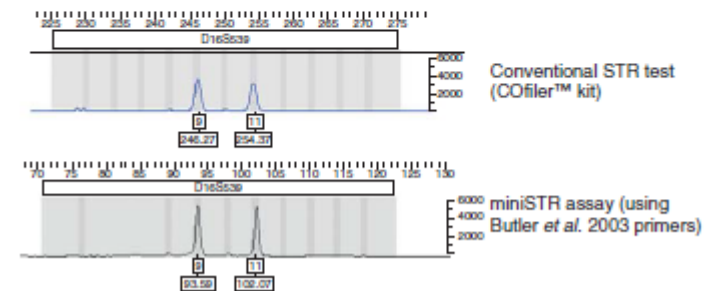 225 230 235 240 245 250 255 260 265 270 275
D16S539
6000
4000
2000
Conventional STR test
(COfiler™ kit)
9 11
246.27 254.37
70 75 80 85 90 95 100 105 110 115 120 125 130
D16S539
6000
4000
2000
miniSTR assay (using
Butler et al. 2003 primers)
9 11
93.59 102.07